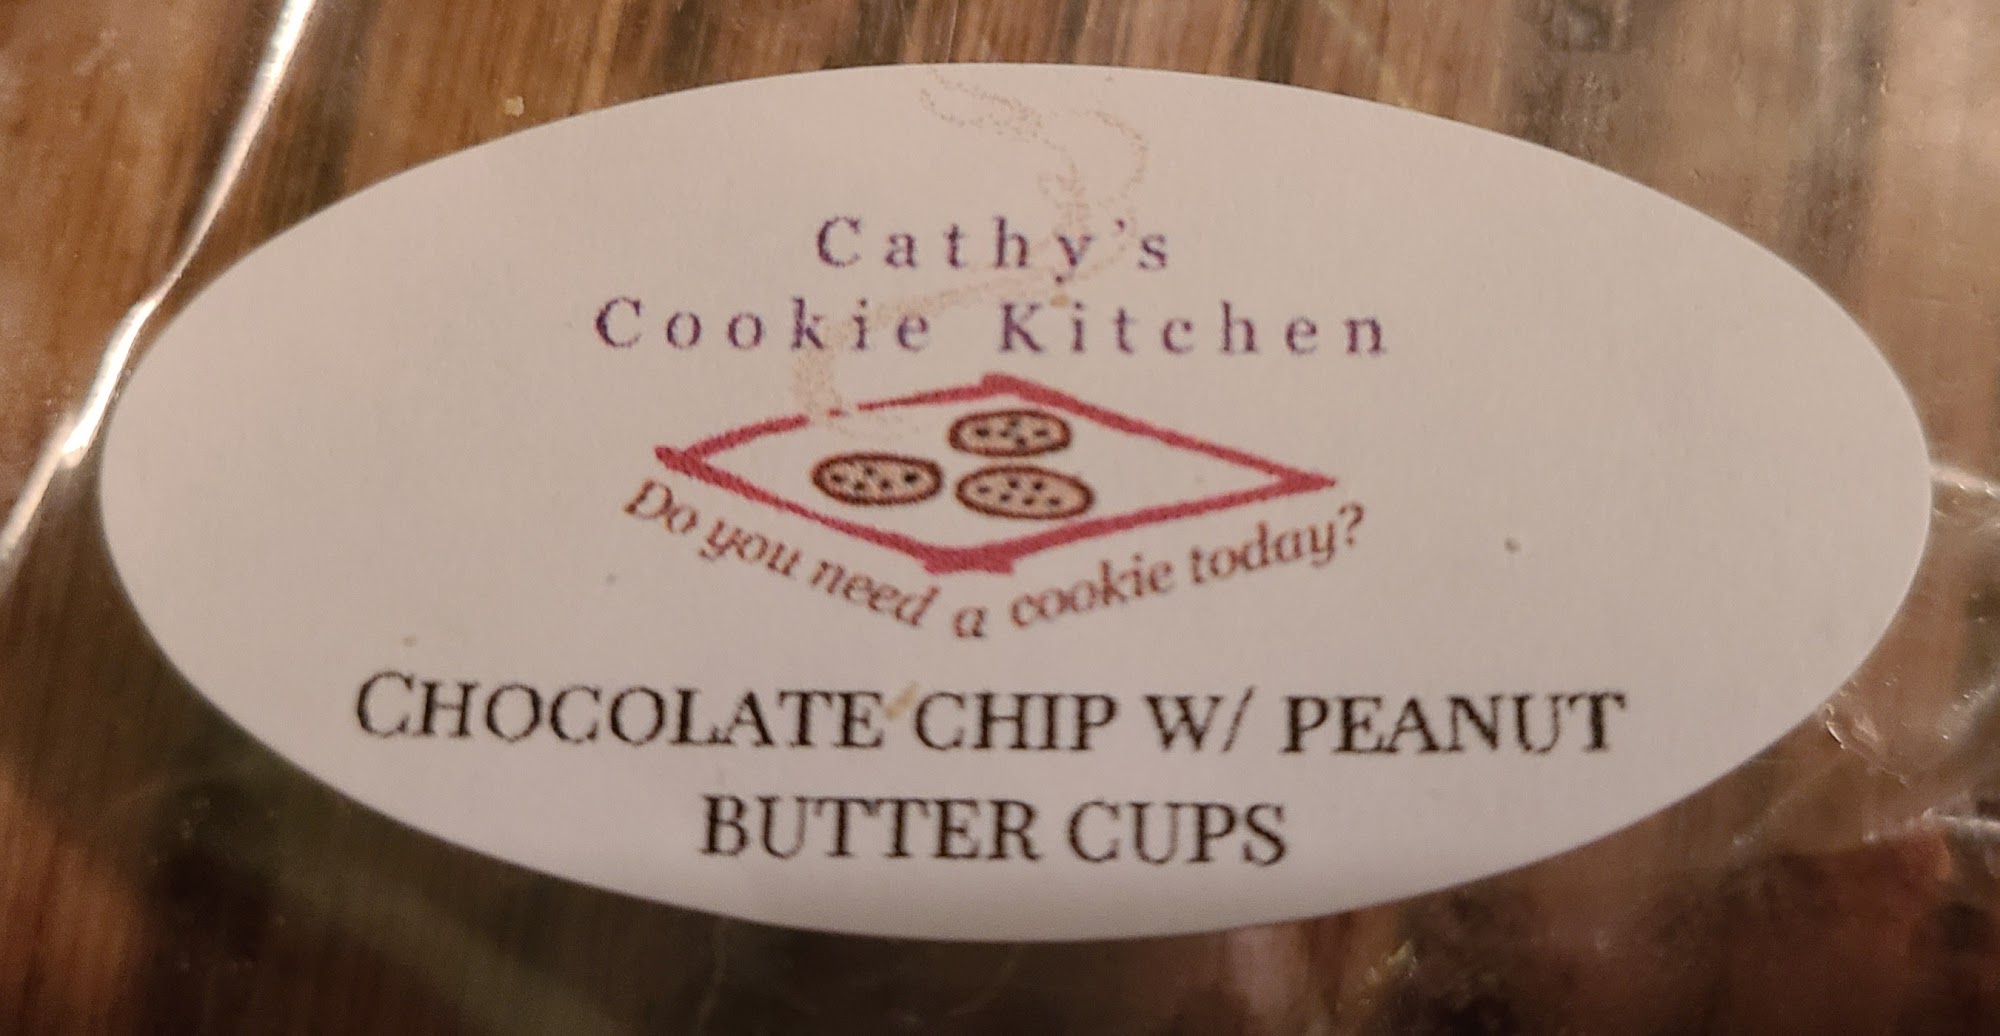 Cathy's
Cookie Kitchen
Do you need a cookie today?
CHOCOLATE CHIP W/ PEANUT
BUTTER CUPS